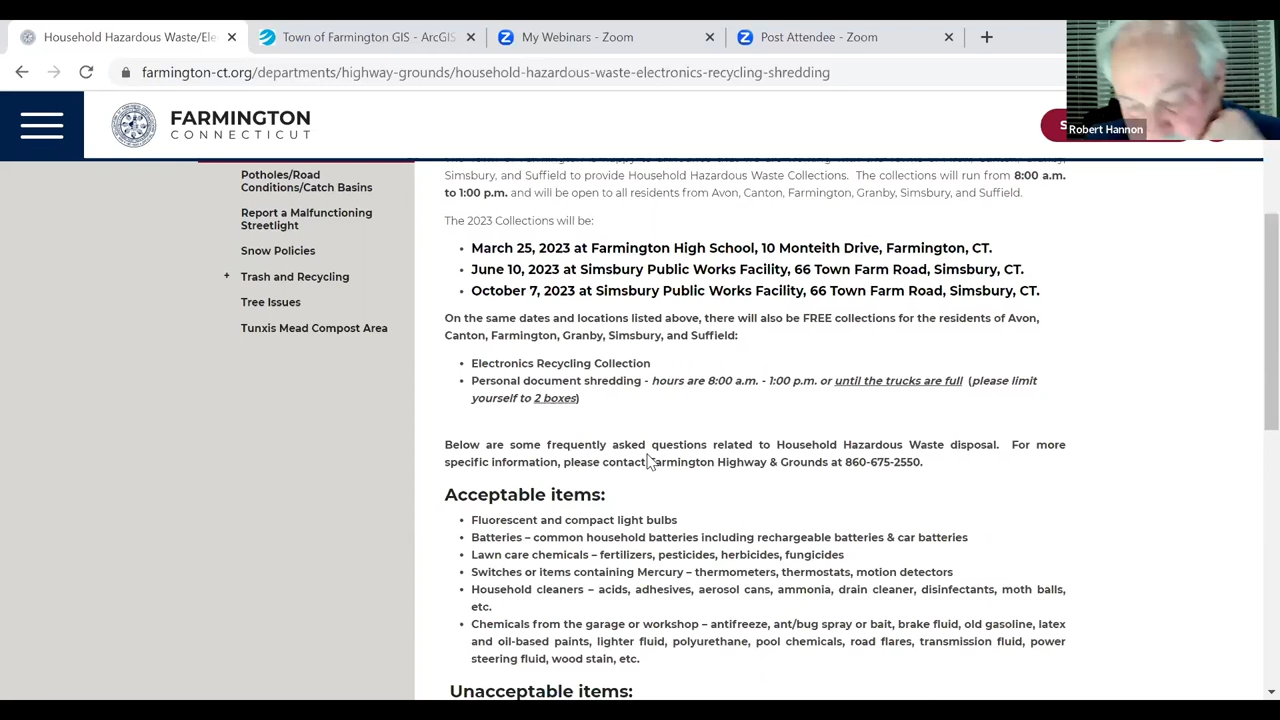 Household Hazardous Waste/Ele
Town of Farmington GIS - ArcGIS
My Webinars - Zoom
Post Attendee - Zoom
farmington-ct.org/departments/highway-grounds/household-hazardous-waste-electronics-recycling-shredding
FARMINGTON
CONNECTICUT
S
Robert Hannon
Potholes/Road
Conditions/Catch Basins
Report a Malfunctioning
Streetlight
Snow Policies
+ Trash and Recycling
Tree Issues
Tunxis Mead Compost Area
Simsbury, and Suffield to provide Household Hazardous Waste Collections. The collections will run from 8:00 a.m.
to 1:00 p.m. and will be open to all residents from Avon, Canton, Farmington, Granby, Simsbury, and Suffield.
The 2023 Collections will be:
• March 25, 2023 at Farmington High School, 10 Monteith Drive, Farmington, CT.
• June 10, 2023 at Simsbury Public Works Facility, 66 Town Farm Road, Simsbury, CT.
• October 7, 2023 at Simsbury Public Works Facility, 66 Town Farm Road, Simsbury, CT.
On the same dates and locations listed above, there will also be FREE collections for the residents of Avon,
Canton, Farmington, Granby, Simsbury, and Suffield:
• Electronics Recycling Collection
• Personal document shredding - hours are 8:00 a.m. - 1:00 p.m. or until the trucks are full (please limit
yourself to 2 boxes)
Below are some frequently asked questions related to Household Hazardous Waste disposal. For more
specific information, please contact Farmington Highway & Grounds at 860-675-2550.
Acceptable items:
• Fluorescent and compact light bulbs
• Batteries – common household batteries including rechargeable batteries & car batteries
• Lawn care chemicals – fertilizers, pesticides, herbicides, fungicides
• Switches or items containing Mercury – thermometers, thermostats, motion detectors
• Household cleaners – acids, adhesives, aerosol cans, ammonia, drain cleaner, disinfectants, moth balls,
etc.
• Chemicals from the garage or workshop – antifreeze, ant/bug spray or bait, brake fluid, old gasoline, latex
and oil-based paints, lighter fluid, polyurethane, pool chemicals, road flares, transmission fluid, power
steering fluid, wood stain, etc.
Unacceptable items: